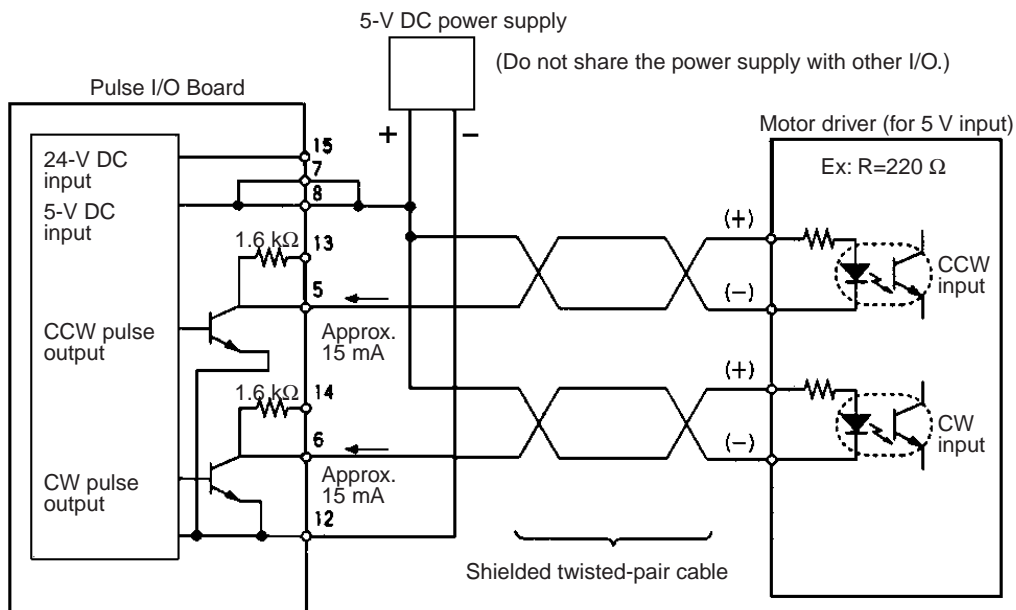 5-V DC power supply
(Do not share the power supply with other I/O.)
Pulse I/O Board
+
−
Motor driver (for 5 V input)
15
24-V DC
input
7
8
Ex: R=220 Ω
5-V DC
input
1.6 kΩ
13
(+)
CCW
input
5
(−)
CCW pulse
output
Approx.
15 mA
1.6 kΩ
14
(+)
CW
input
6
(−)
CW pulse
output
Approx.
15 mA
12
Shielded twisted-pair cable